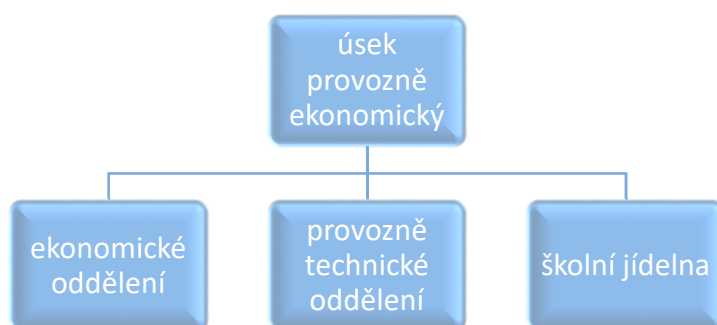 úsek
provozně
ekonomický
ekonomické
oddělení
provozně
technické
oddělení
školní jídelna